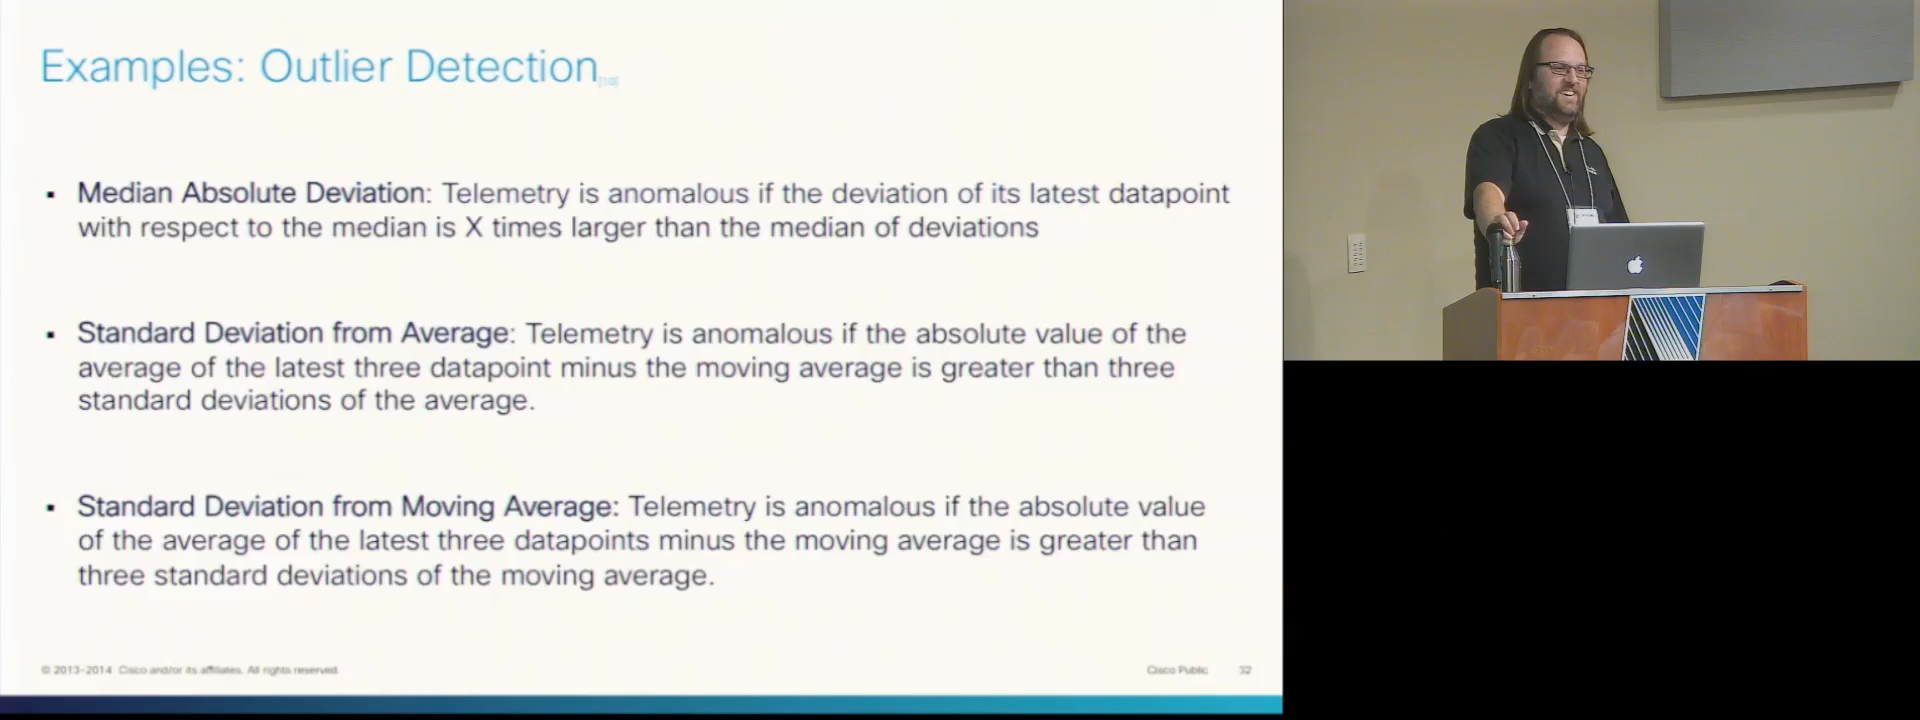 Examples: Outlier Detection
▪ Median Absolute Deviation: Telemetry is anomalous if the deviation of its latest datapoint
with respect to the median is X times larger than the median of deviations
▪ Standard Deviation from Average: Telemetry is anomalous if the absolute value of the
average of the latest three datapoint minus the moving average is greater than three
standard deviations of the average.
▪ Standard Deviation from Moving Average: Telemetry is anomalous if the absolute value
of the average of the latest three datapoints minus the moving average is greater than
three standard deviations of the moving average.
© 2013-2014 Cisco and/or its affiliates. All rights reserved.
Cisco Public 32